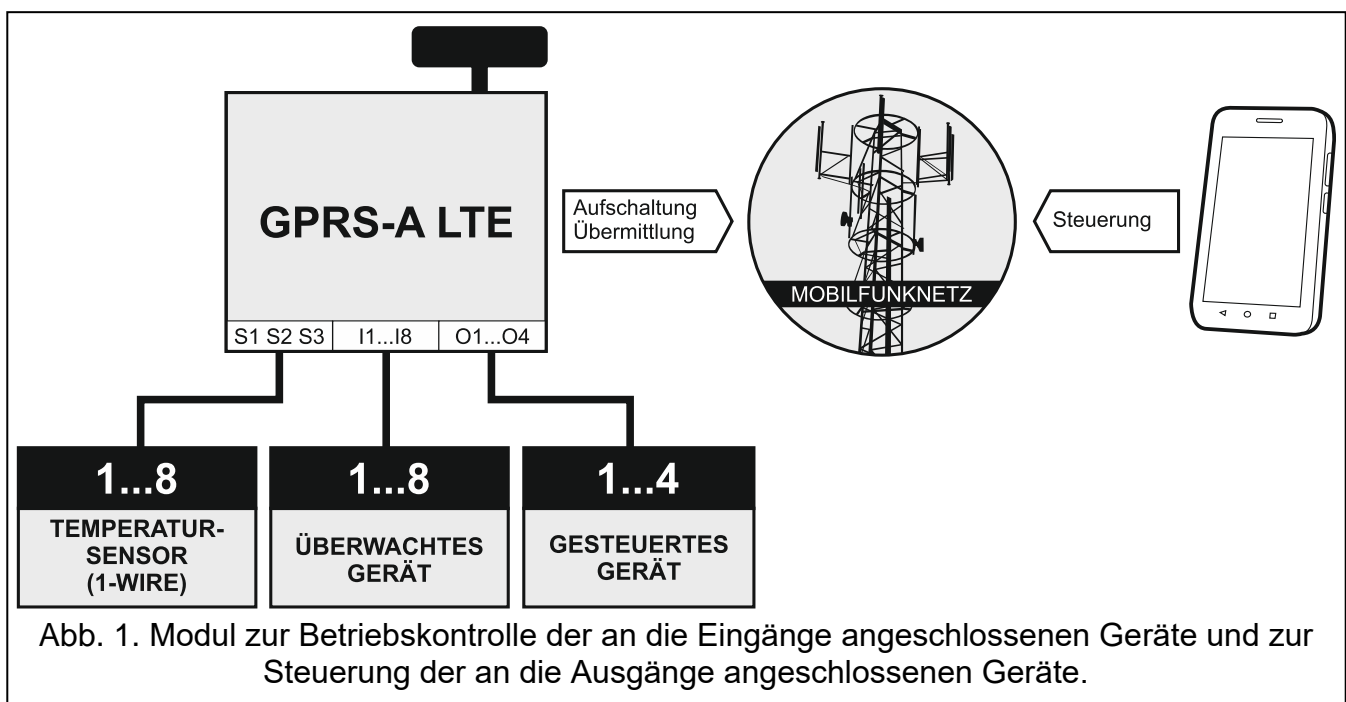 GPRS-A LTE
S1 S2 S3
I1...I8
O1...O4
Aufschaltung
Übermittlung
MOBILFUNKNETZ
Steuerung
1...8
TEMPERATUR-
SENSOR
(1-WIRE)
1...8
ÜBERWACHTES
GERÄT
1...4
GESTEUERTES
GERÄT
Abb. 1. Modul zur Betriebskontrolle der an die Eingänge angeschlossenen Geräte und zur
Steuerung der an die Ausgänge angeschlossenen Geräte.